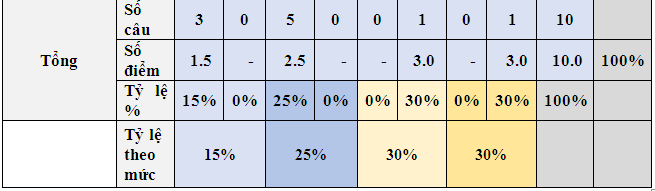 Tổng
Số câu 3 0 5 0 0 1 0 1 10
Số điểm 1.5 - 2.5 - - 3.0 - 3.0 10.0 100%
Tỷ lệ % 15% 0% 25% 0% 0% 30% 0% 30% 100%
Tỷ lệ theo mức 15% 25% 30% 30%